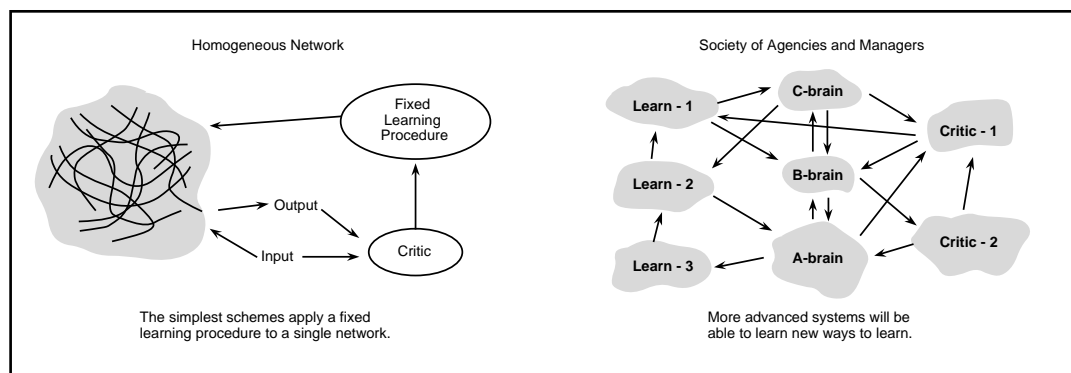 Homogeneous Network
Fixed
Learning
Procedure
Output
Input
Critic
The simplest schemes apply a fixed
learning procedure to a single network.
Society of Agencies and Managers
Learn - 1
C-brain
Critic - 1
Learn - 2
B-brain
Critic - 2
Learn - 3
A-brain
More advanced systems will be
able to learn new ways to learn.